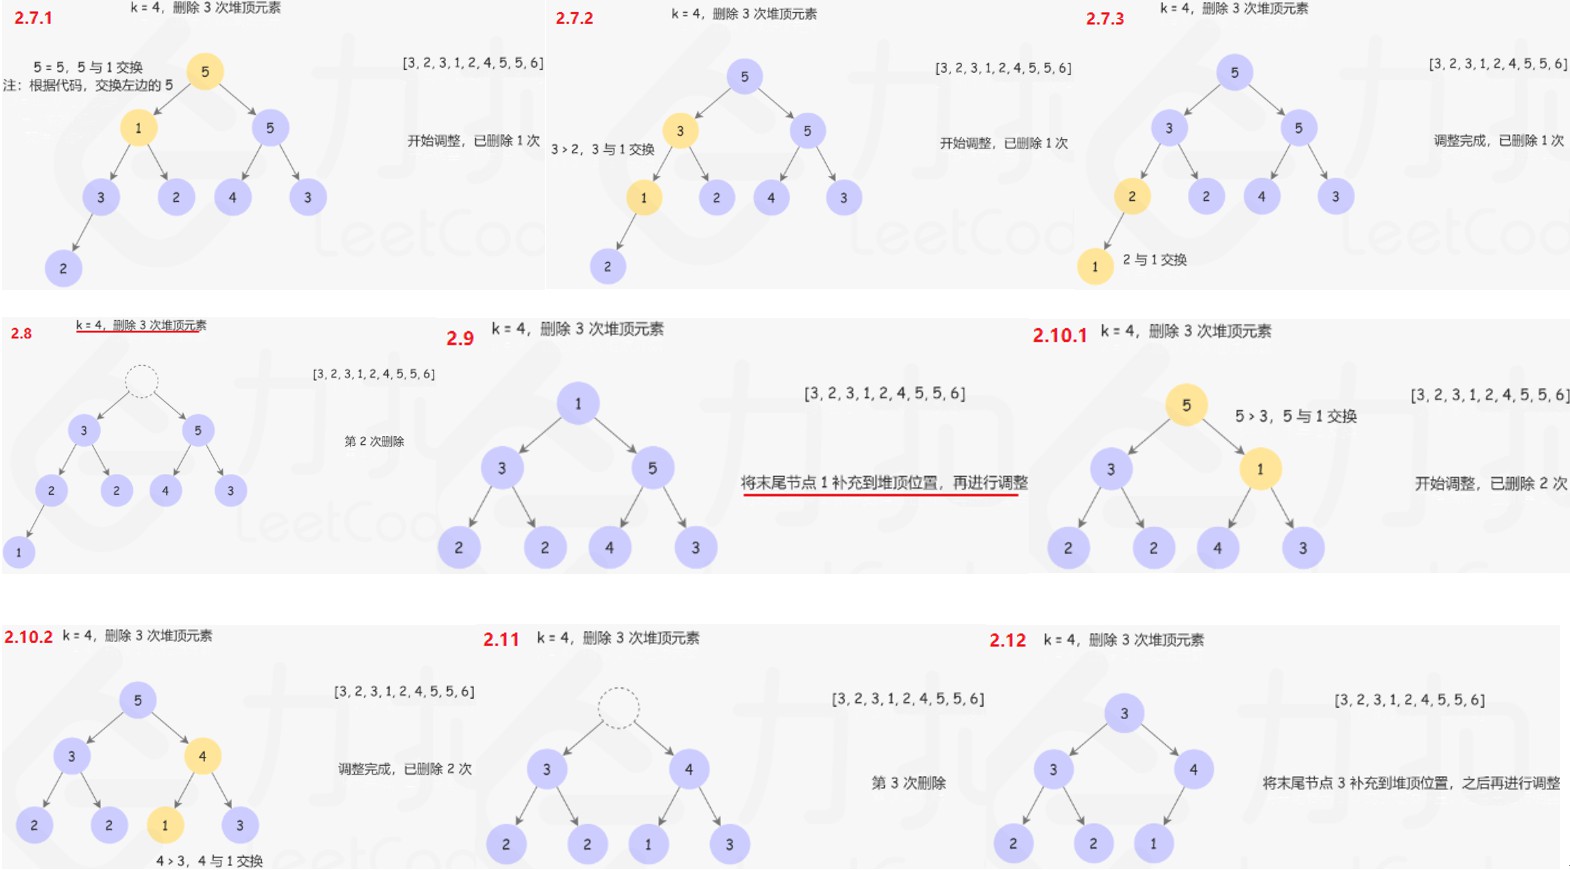 2.7.1
k = 4，删除 3 次堆顶元素
5 = 5，5 与 1 交换
注：根据代码，交换左边的 5
[3, 2, 3, 1, 2, 4, 5, 5, 6]
开始调整，已删除 1 次
5
1
5
3
2
4
3
2
2.7.2
k = 4，删除 3 次堆顶元素
[3, 2, 3, 1, 2, 4, 5, 5, 6]
开始调整，已删除 1 次
3 > 2，3 与 1 交换
5
3
5
1
2
4
3
2
2.7.3
k = 4，删除 3 次堆顶元素
[3, 2, 3, 1, 2, 4, 5, 5, 6]
调整完成，已删除 1 次
5
3
5
2
2
4
3
1
2 与 1 交换
LeetCod
LeetCod
LeetCod
2.8
k = 4，删除 3 次堆顶元素
[3, 2, 3, 1, 2, 4, 5, 5, 6]
第 2 次删除
3
5
2
2
4
3
1
LeetCod
2.9
k = 4，删除 3 次堆顶元素
[3, 2, 3, 1, 2, 4, 5, 5, 6]
将末尾节点 1 补充到堆顶位置，再进行调整
1
3
5
2
2
4
3
2.10.1
k = 4，删除 3 次堆顶元素
[3, 2, 3, 1, 2, 4, 5, 5, 6]
5 > 3，5 与 1 交换
开始调整，已删除 2 次
5
3
1
2
2
4
3
2.10.2
k = 4，删除 3 次堆顶元素
[3, 2, 3, 1, 2, 4, 5, 5, 6]
调整完成，已删除 2 次
5
3
4
2
2
1
3
4 > 3，4 与 1 交换
2.11
k = 4，删除 3 次堆顶元素
[3, 2, 3, 1, 2, 4, 5, 5, 6]
第 3 次删除
3
4
2
2
1
3
2.12
k = 4，删除 3 次堆顶元素
[3, 2, 3, 1, 2, 4, 5, 5, 6]
将末尾节点 3 补充到堆顶位置，之后再进行调整
3
3
4
2
2
1